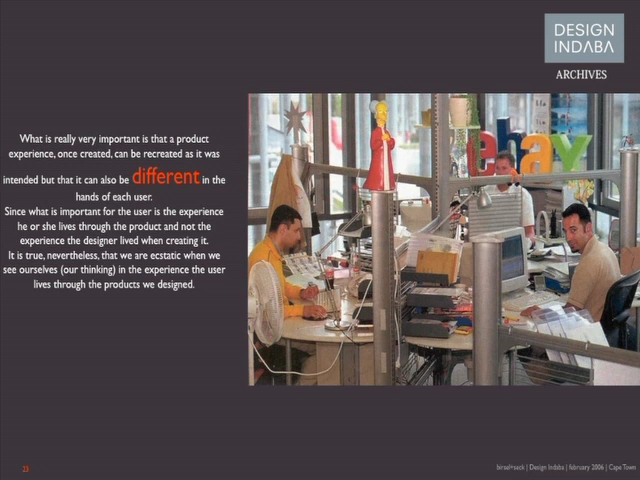 DESIGN
INDABA
ARCHIVES
What is really very important is that a product
experience, once created, can be recreated as it was
intended but that it can also be different in the
hands of each user.
Since what is important for the user is the experience
he or she lives through the product and not the
experience the designer lived when creating it.
It is true, nevertheless, that we are ecstatic when we
see ourselves (our thinking) in the experience the user
lives through the products we designed.
ehay
23
biraal+sack | Design Indaba | february 2006 | Cape Town